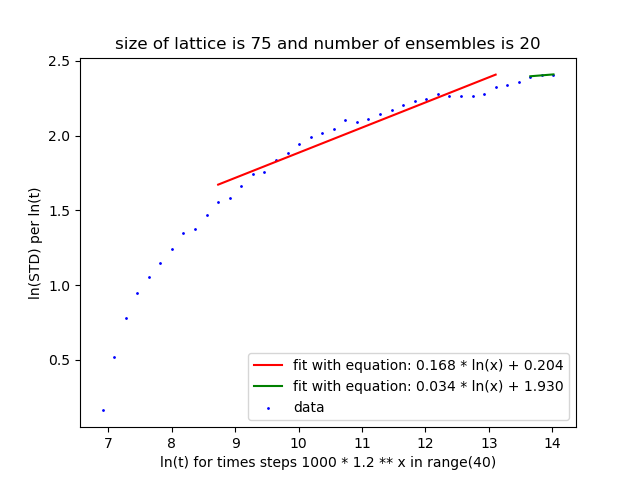 size of lattice is 75 and number of ensembles is 20
2.5
2.0
1.5
1.0
0.5
ln(STD) per ln(t)
fit with equation: 0.168 * ln(x) + 0.204
fit with equation: 0.034 * ln(x) + 1.930
data
7 8 9 10 11 12 13 14
ln(t) for times steps 1000 * 1.2 ** x in range(40)